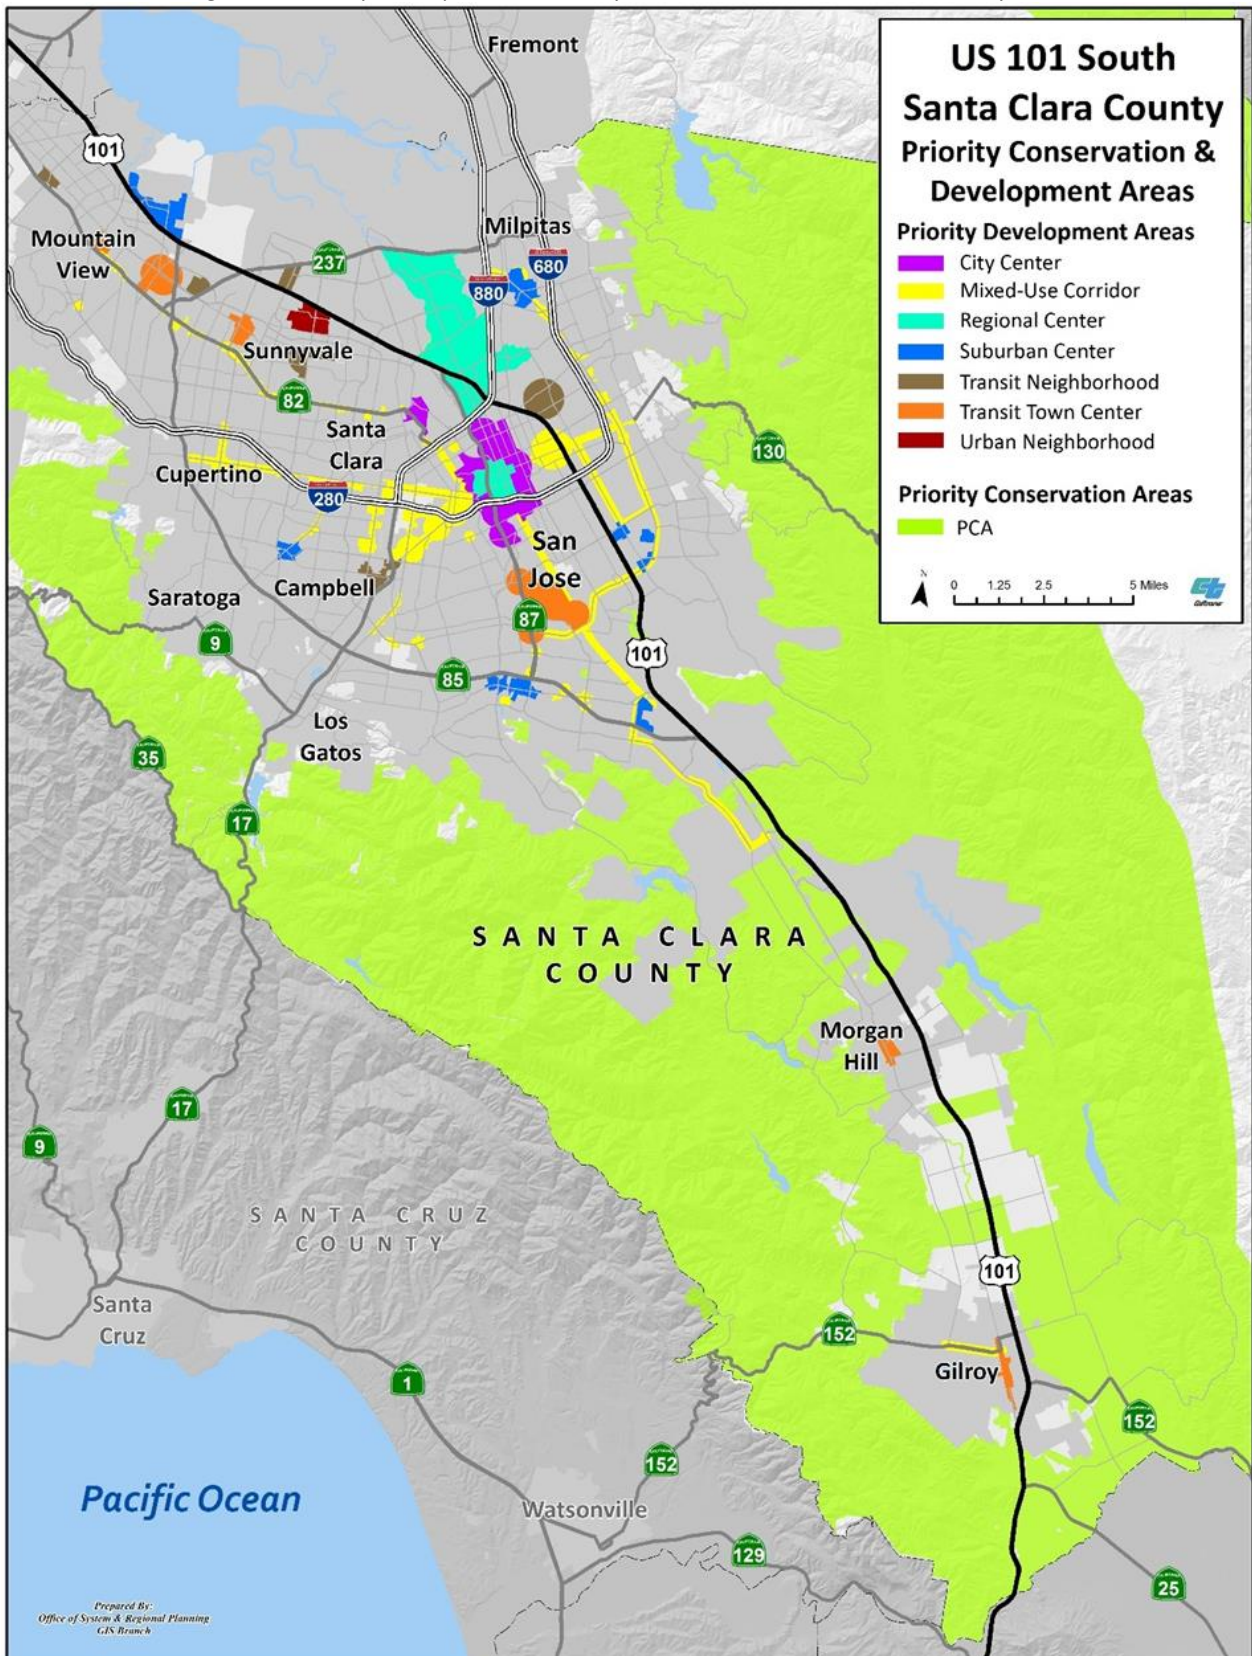 US 101 South
Santa Clara County
Priority Conservation &
Development Areas
Priority Development Areas
City Center
Mixed-Use Corridor
Regional Center
Suburban Center
Transit Neighborhood
Transit Town Center
Urban Neighborhood
Priority Conservation Areas
PCA
N
0 1.25 2.5 5 Miles
Caltrans
Fremont
101
Mountain
View
237
Milpitas
680
880
Sunnyvale
82
Santa
Clara
130
Cupertino
280
San
Jose
Campbell
Saratoga
87
9
101
85
Los
Gatos
35
17
SANTA CLARA
COUNTY
Morgan
Hill
17
9
SANTA CRUZ
COUNTY
101
Santa
Cruz
152
Gilroy
1
152
152
Pacific Ocean
Watsonville
129
25
Prepared By:
Office of System & Regional Planning
GIS Branch